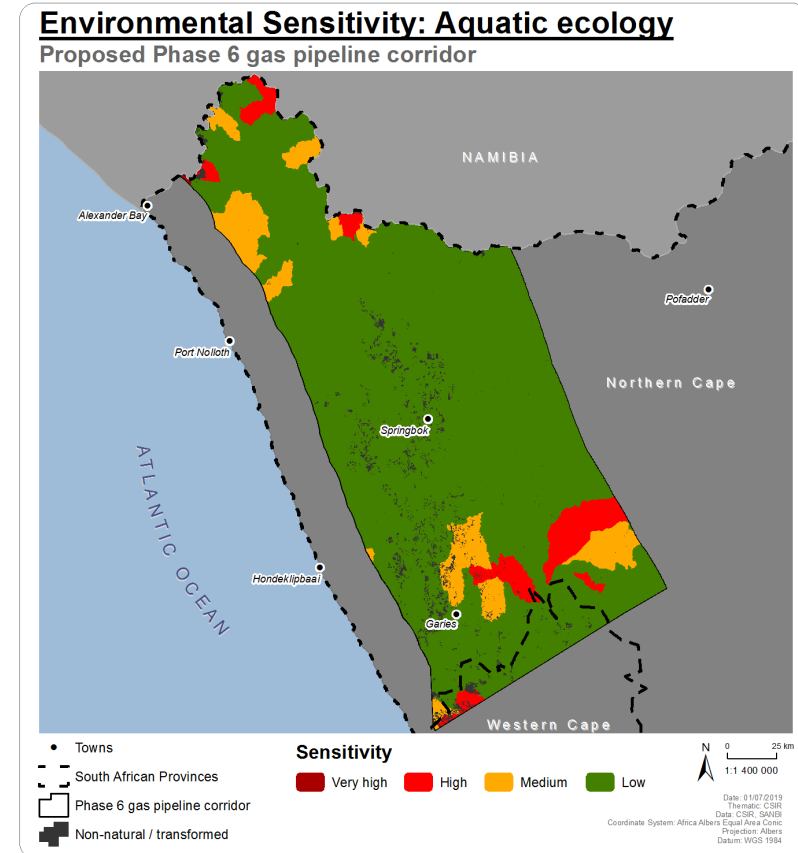 Environmental Sensitivity: Aquatic ecology
Proposed Phase 6 gas pipeline corridor
NAMIBIA
Alexander Bay
Pofadder
Port Nolloth
Northern Cape
Springbok
ATLANTIC OCEAN
Hondeklipbaai
Garies
Western Cape
Towns
South African Provinces
Phase 6 gas pipeline corridor
Non-natural / transformed
Sensitivity
Very high
High
Medium
Low
N
0 25 km
1:1 400 000
Date: 01/07/2019
Thematic: CSIR
Data: CSIR, SANBI
Coordinate System: Africa Albers Equal Area Conic
Projection: Albers
Datum: WGS 1984